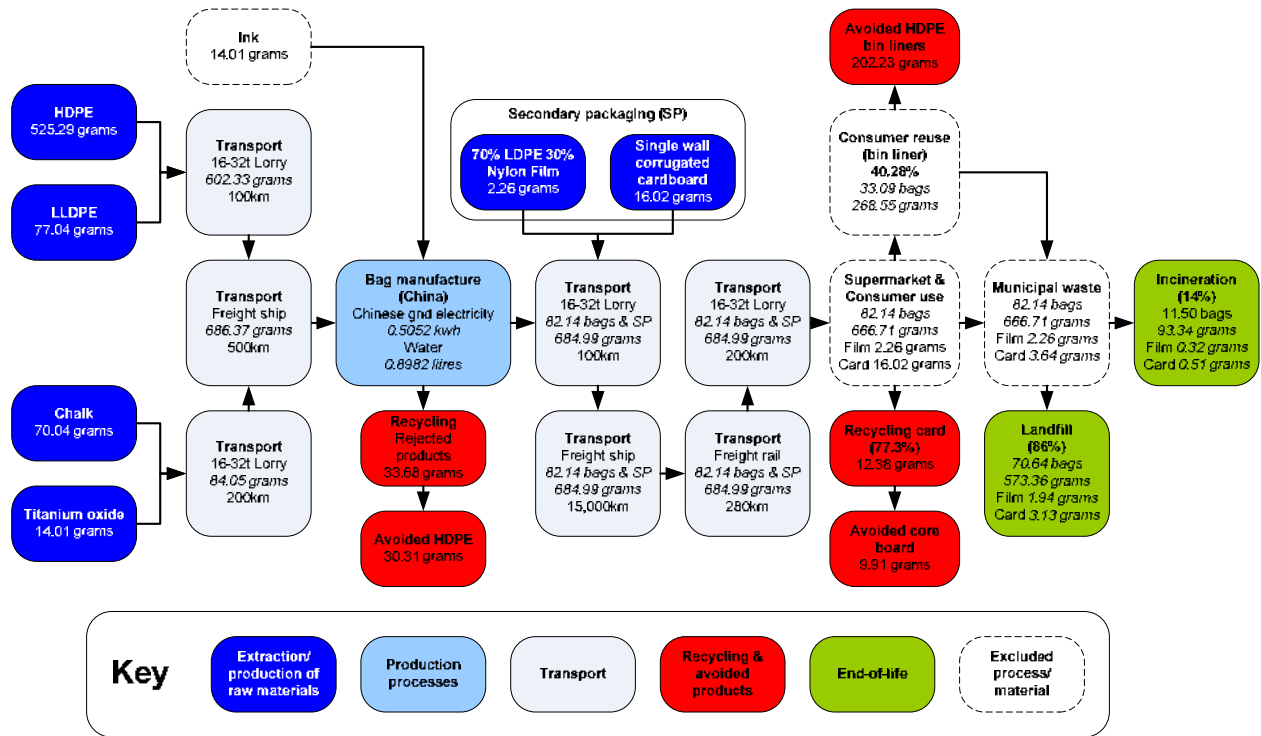 Ink
14.01 grams
HDPE
525.29 grams
LLDPE
77.04 grams
Transport
16-32t Lorry
602.33 grams
100km
Transport
Freight ship
686.37 grams
500km
Chalk
70.04 grams
Titanium oxide
14.01 grams
Transport
16-32t Lorry
84.05 grams
200km
Bag manufacture
(China)
Chinese grid electricity
0.5052 kwh
Water
0.8982 litres
Recycling
Rejected
products
33.68 grams
Avoided HDPE
30.31 grams
Secondary packaging (SP)
70% LDPE 30%
Nylon Film
2.26 grams
Single wall
corrugated
cardboard
16.02 grams
Transport
16-32t Lorry
82.14 bags & SP
684.99 grams
100km
Transport
Freight ship
82.14 bags & SP
684.99 grams
15,000km
Transport
Freight rail
82.14 bags & SP
684.99 grams
280km
Transport
16-32t Lorry
82.14 bags & SP
684.99 grams
200km
Avoided HDPE
bin liners
202.23 grams
Consumer reuse
(bin liner)
40.28%
33.09 bags
268.55 grams
Supermarket &
Consumer use
82.14 bags
666.71 grams
Film 2.26 grams
Card 16.02 grams
Recycling card
(77.3%)
12.38 grams
Avoided core
board
9.91 grams
Municipal waste
82.14 bags
666.71 grams
Film 2.26 grams
Card 3.64 grams
Incineration
(14%)
11.50 bags
93.34 grams
Film 0.32 grams
Card 0.51 grams
Landfill
(86%)
70.64 bags
573.36 grams
Film 1.94 grams
Card 3.13 grams
Key
Extraction/
production of
raw materials
Production
processes
Transport
Recycling &
avoided
products
End-of-life
Excluded
process/
material